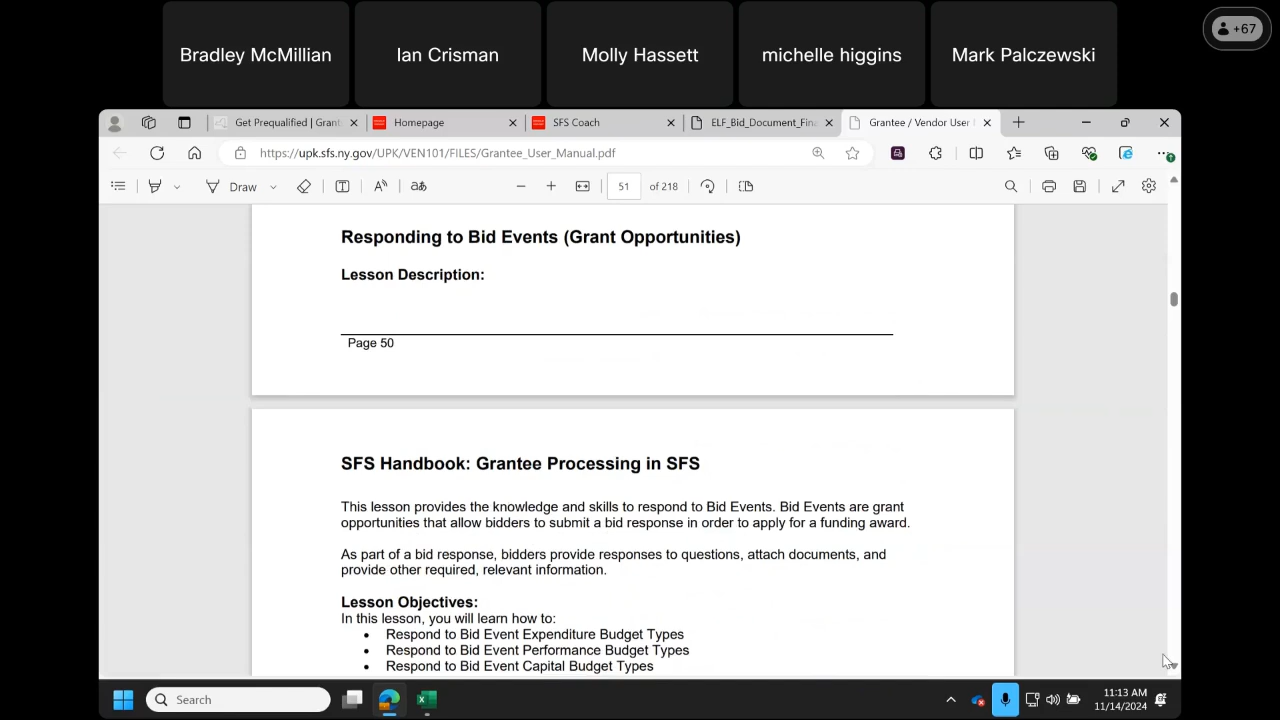 Bradley McMillian
Ian Crisman
Molly Hassett
michelle higgins
Mark Palczewski
+67
Get Prequalified | Grant
Homepage
SFS Coach
ELF_Bid_Document_Fina
Grantee / Vendor User
https://upk.sfs.ny.gov/UPK/VEN101/FILES/Grantee_User_Manual.pdf
Draw
51 of 218
Responding to Bid Events (Grant Opportunities)
Lesson Description:
Page 50
SFS Handbook: Grantee Processing in SFS
This lesson provides the knowledge and skills to respond to Bid Events. Bid Events are grant
opportunities that allow bidders to submit a bid response in order to apply for a funding award.
As part of a bid response, bidders provide responses to questions, attach documents, and
provide other required, relevant information.
Lesson Objectives:
In this lesson, you will learn how to:
• Respond to Bid Event Expenditure Budget Types
• Respond to Bid Event Performance Budget Types
• Respond to Bid Event Capital Budget Types
Search
11:13 AM
11/14/2024